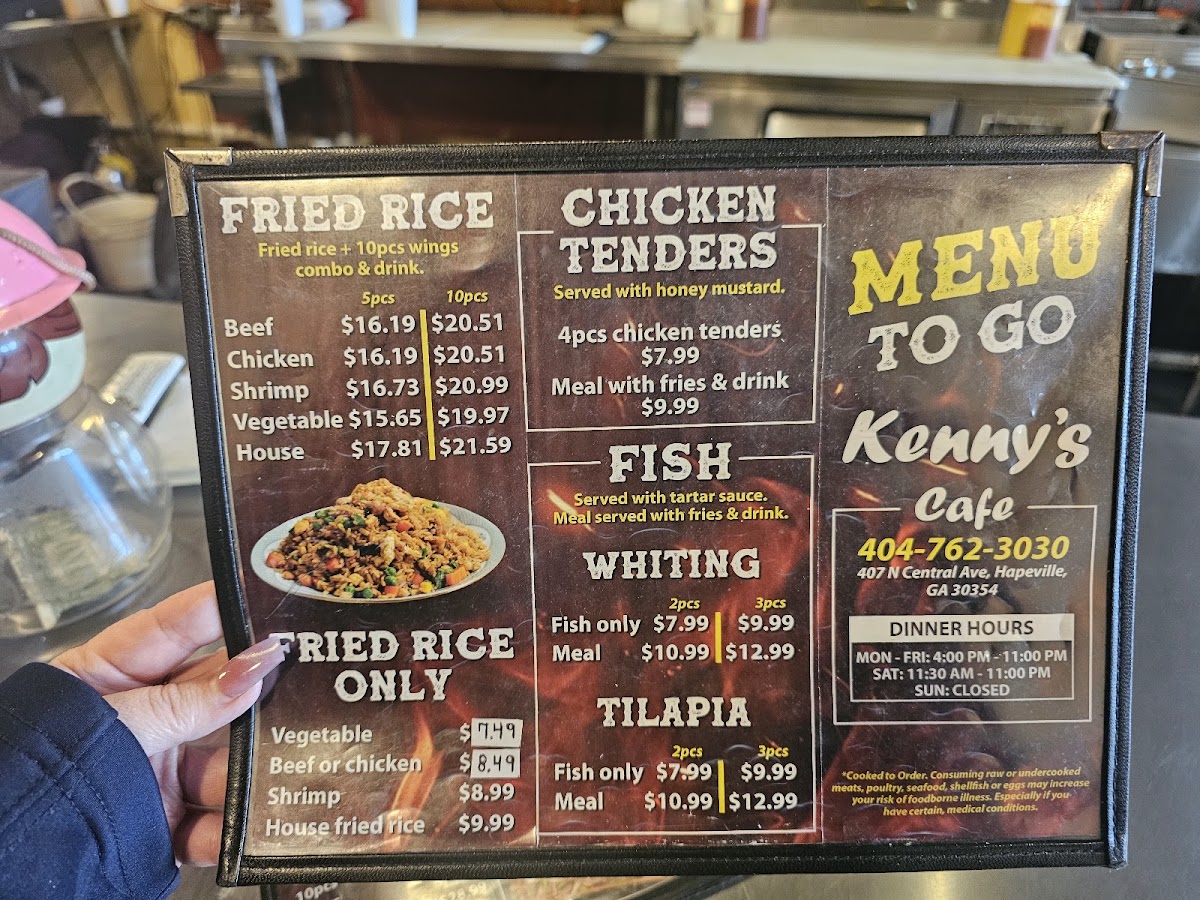 FRIED RICE
Fried rice + 10pcs wings
combo & drink.
5pcs 10pcs
Beef $16.19 $20.51
Chicken $16.19 $20.51
Shrimp $16.73 $20.99
Vegetable $15.65 $19.97
House $17.81 $21.59
FRIED RICE
ONLY
Vegetable $7.49
Beef or chicken $8.49
Shrimp $8.99
House fried rice $9.99
CHICKEN
TENDERS
Served with honey mustard.
4pcs chicken tenders
$7.99
Meal with fries & drink
$9.99
FISH
Served with tartar sauce.
Meal served with fries & drink.
WHITING
2pcs 3pcs
Fish only $7.99 $9.99
Meal $10.99 $12.99
TILAPIA
2pcs 3pcs
Fish only $7.99 $9.99
Meal $10.99 $12.99
MENU
TO GO
Kenny's
Cafe
404-762-3030
407 N Central Ave, Hapeville,
GA 30354
DINNER HOURS
MON - FRI: 4:00 PM - 11:00 PM
SAT: 11:30 AM - 11:00 PM
SUN: CLOSED
*Cooked to Order. Consuming raw or undercooked
meats, poultry, seafood, shellfish or eggs may increase
your risk of foodborne illness. Especially if you
have certain, medical conditions.
10pcs